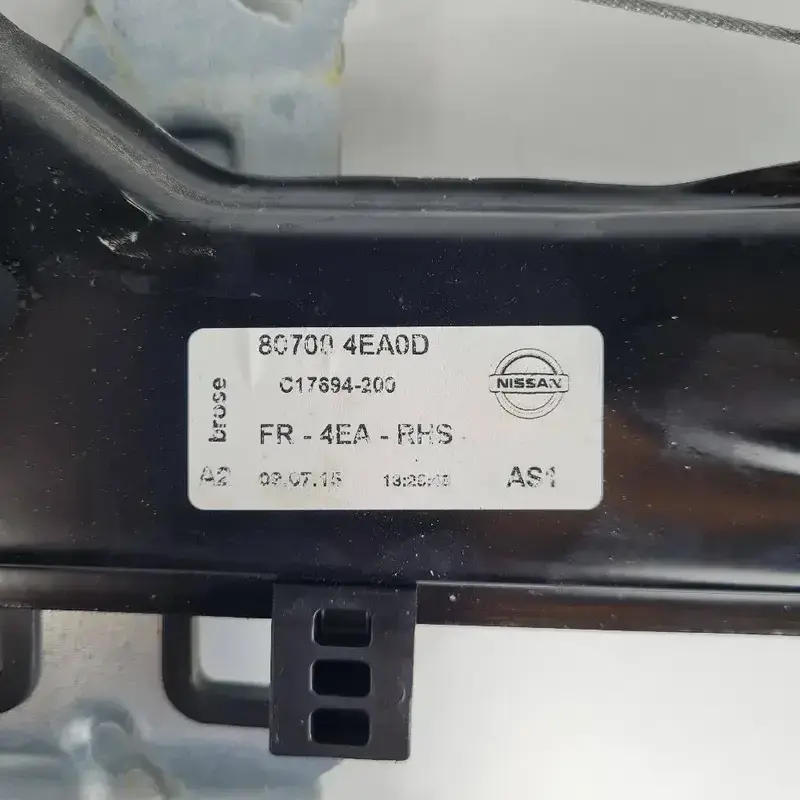 80700 4EA0D
brose
C17694-200
NISSAN
FR - 4EA - RHS
A2
AS1